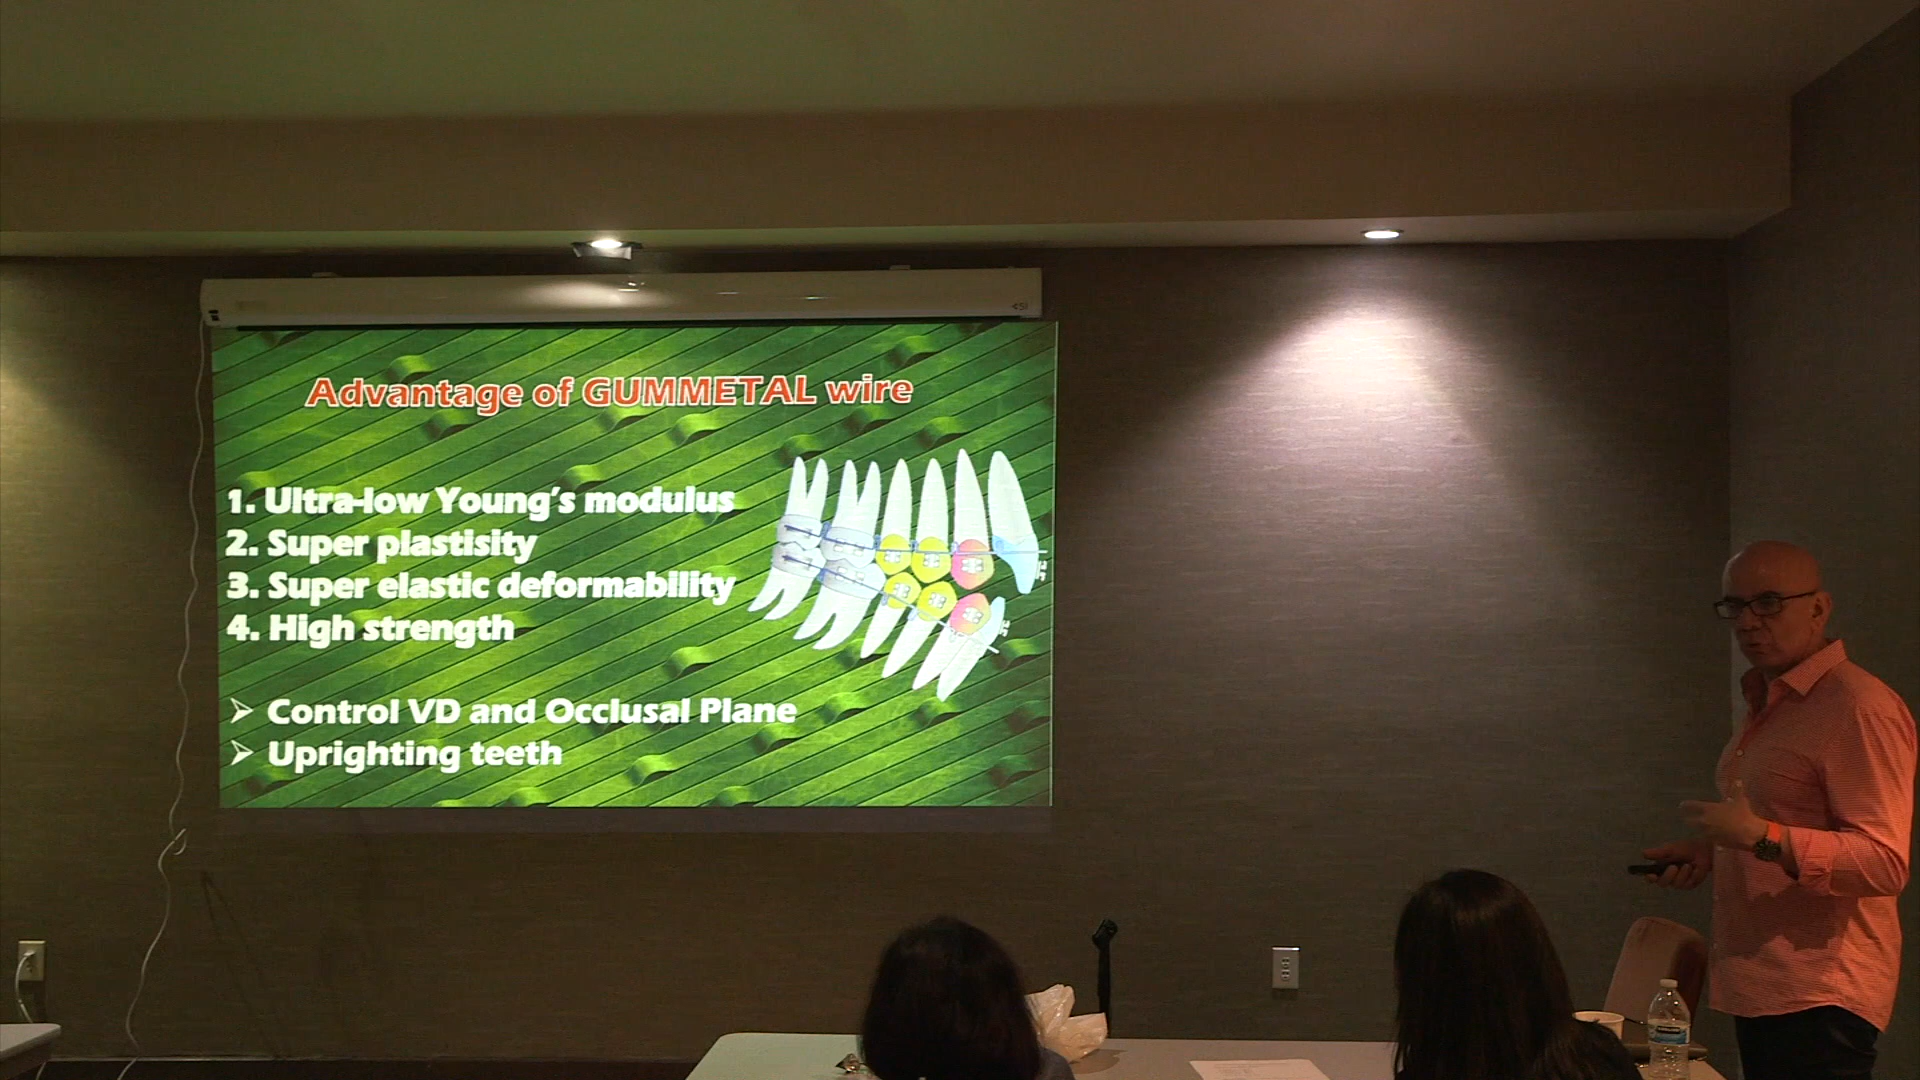 Advantage of GUMMETAL wire
1. Ultra-low Young's modulus
2. Super plastisity
3. Super elastic deformability
4. High strength
➢ Control VD and Occlusal Plane
➢ Uprighting teeth